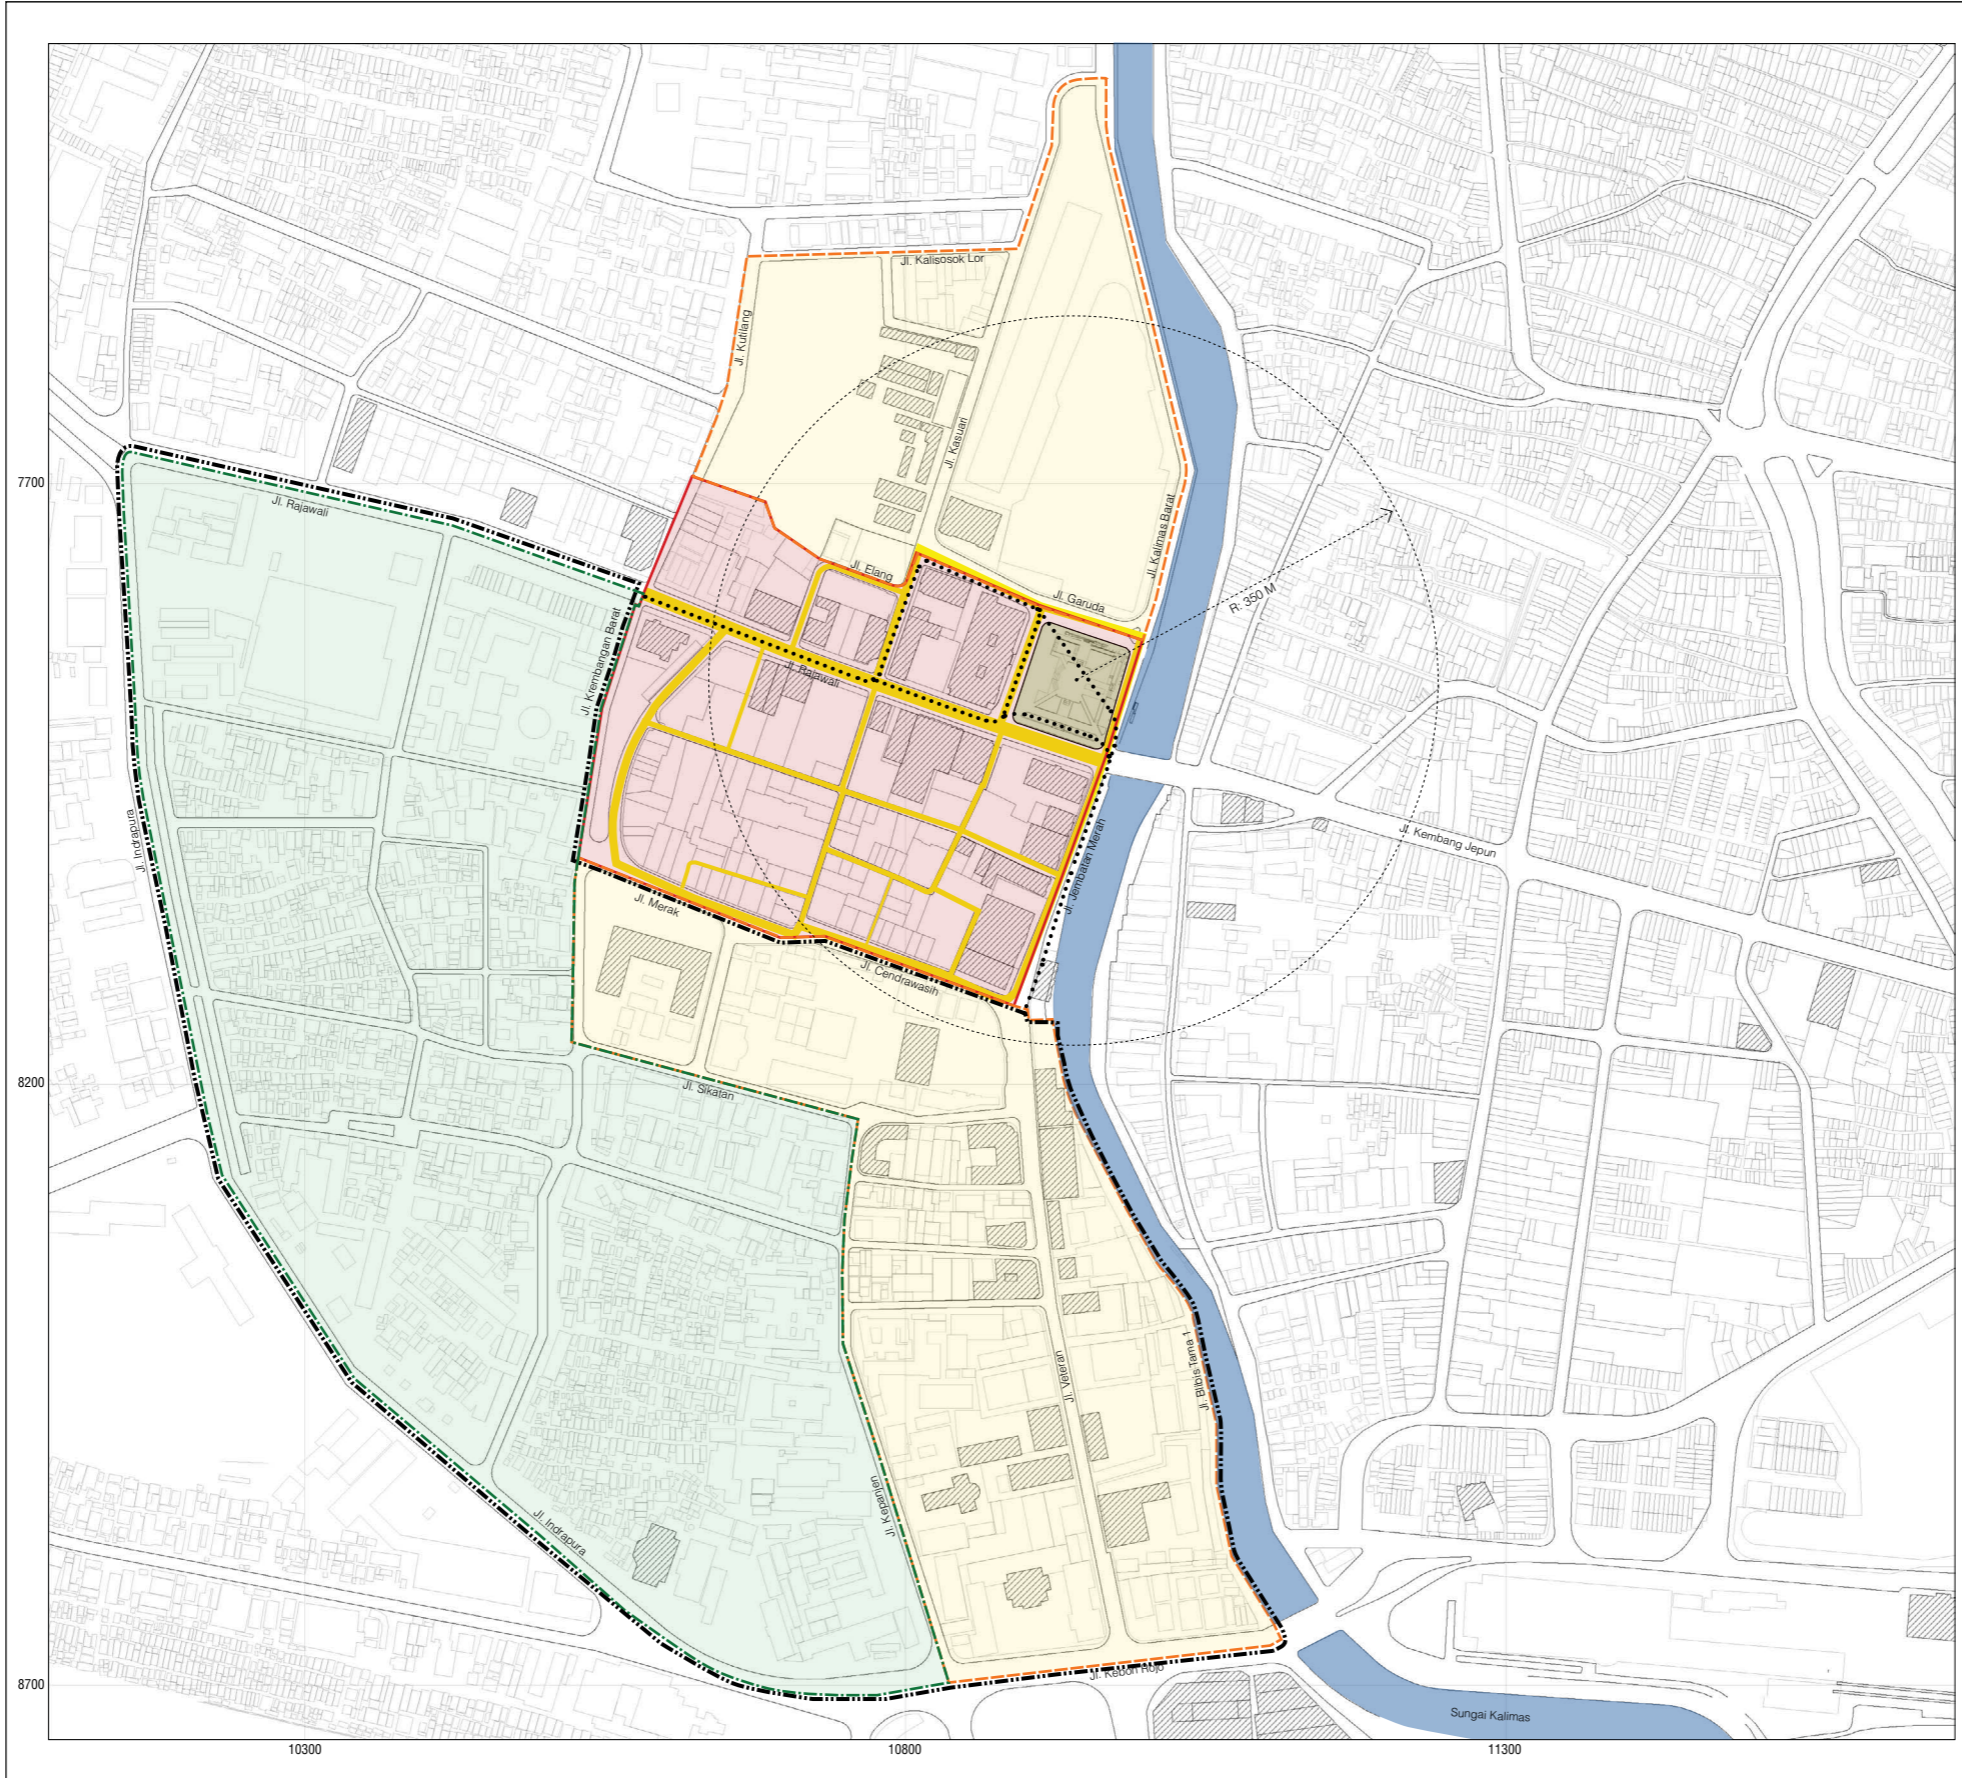 Jl. Kalisosok Lor
Jl. Kutilang
Jl. Kasuari
7700
Jl. Rajawali
Jl. Kalimas Barat
Jl. Elang
Jl. Garuda
R: 350 M
Jl. Krembangan Barat
Jl. Rajawali
Jl. Indrapura
Jl. Kembang Jepun
Jl. Jembatan Merah
Jl. Merak
Jl. Cendrawasih
8200
Jl. Sikatan
Jl. Veteran
Jl. Bilbis Tama 1
Jl. Kepanjen
Jl. Indrapura
Jl. Kebon Rojo
8700
Sungai Kalimas
10300
10800
11300